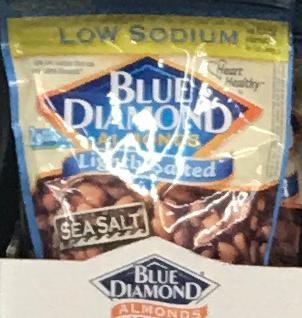 LOW SODIUM
Heart
Healthy
BLUE
DIAMOND
ALMONDS
Lightly Salted
SEA SALT
BLUE
DIAMOND
ALMONDS